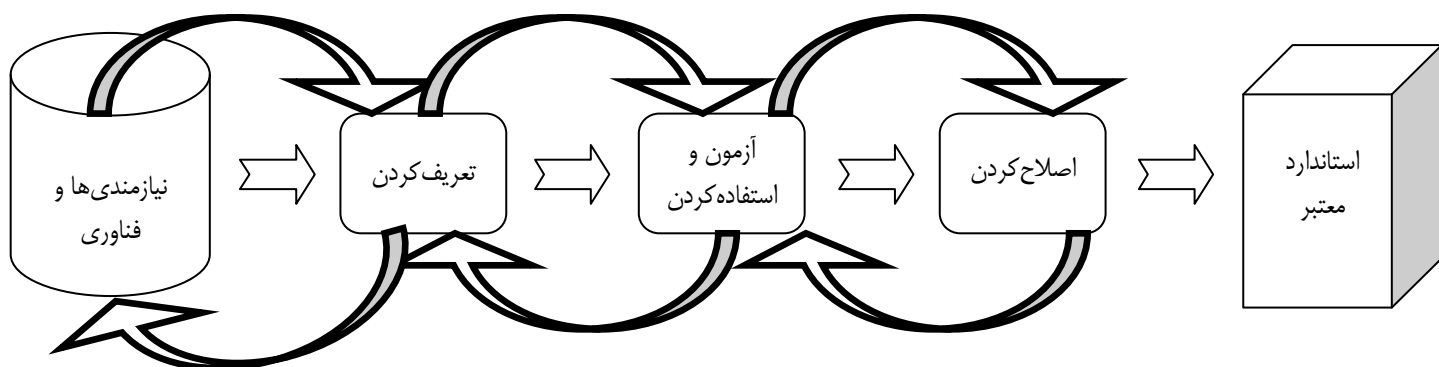 نیازمندی‌ها و
فناوری
تعریف‌کردن
آزمون و
استفاده‌کردن
اصلاح‌کردن
استاندارد
معتبر